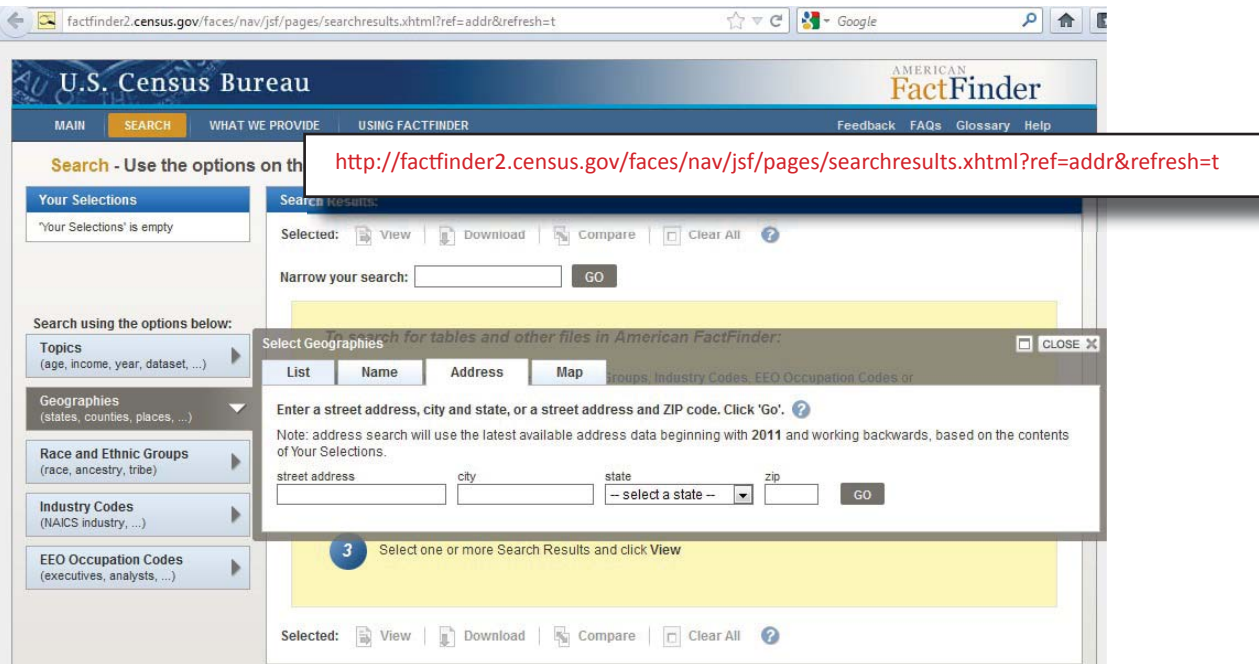 factfinder2.census.gov/faces/nav/jsf/pages/searchresults.xhtml?ref=addr&refresh=t
Google
U.S. Census Bureau
AMERICAN
FactFinder
MAIN
SEARCH
WHAT WE PROVIDE
USING FACTFINDER
Feedback FAQs Glossary Help
http://factfinder2.census.gov/faces/nav/jsf/pages/searchresults.xhtml?ref=addr&refresh=t
Search - Use the options on th
Your Selections
'Your Selections' is empty
Search using the options below:
Topics
(age, income, year, dataset, ...)
Geographies
(states, counties, places, ...)
Race and Ethnic Groups
(race, ancestry, tribe)
Industry Codes
(NAICS industry, ...)
EEO Occupation Codes
(executives, analysts, ...)
Search Results:
Selected: View | Download | Compare | Clear All
Narrow your search: GO
To search for tables and other files in American FactFinder:
Groups, Industry Codes, EEO Occupation Codes or
Select Geographies
CLOSE X
List
Name
Address
Map
Enter a street address, city and state, or a street address and ZIP code. Click 'Go'.
Note: address search will use the latest available address data beginning with 2011 and working backwards, based on the contents
of Your Selections.
street address city state zip
-- select a state -- GO
3 Select one or more Search Results and click View
Selected: View | Download | Compare | Clear All